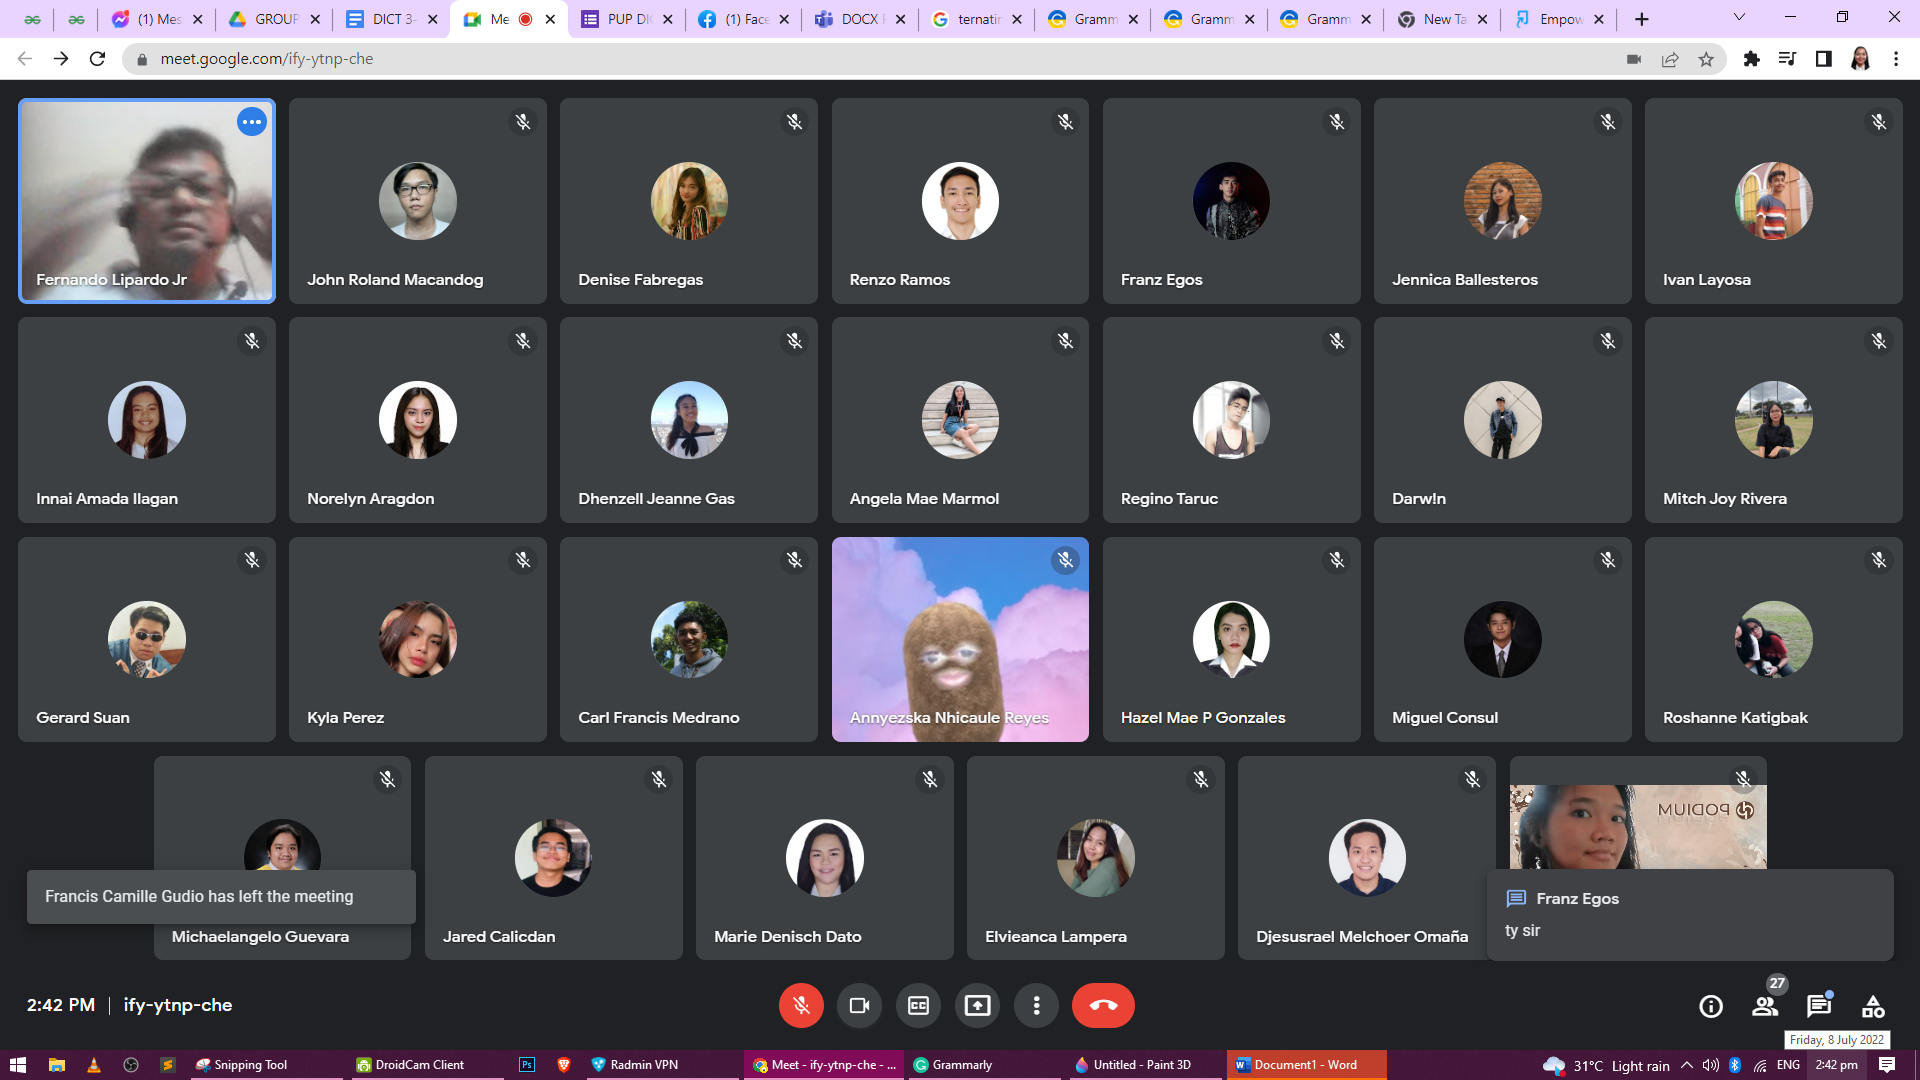 (1) Mes
GROUP
DICT 3-
Me
PUP DI
(1) Face
DOCX F
ternatin
Gramm
Gramm
Gramm
New Ta
Empow
meet.google.com/ify-ytnp-che
Fernando Lipardo Jr
John Roland Macandog
Denise Fabregas
Renzo Ramos
Franz Egos
Jennica Ballesteros
Ivan Layosa
Innai Amada Ilagan
Norelyn Aragdon
Dhenzell Jeanne Gas
Angela Mae Marmol
Regino Taruc
Darw!n
Mitch Joy Rivera
Gerard Suan
Kyla Perez
Carl Francis Medrano
Annyezska Nhicaule Reyes
Hazel Mae P Gonzales
Miguel Consul
Roshanne Katigbak
PODIUM
Francis Camille Gudio has left the meeting
Franz Egos
ty sir
Michaelangelo Guevara
Jared Calicdan
Marie Denisch Dato
Elvieanca Lampera
Djesusrael Melchoer Omaña
2:42 PM | ify-ytnp-che
CC
27
Friday, 8 July 2022
Snipping Tool
DroidCam Client
Ps
Radmin VPN
Meet - ify-ytnp-che - ...
Grammarly
Untitled - Paint 3D
Document1 - Word
31°C Light rain
ENG
2:42 pm